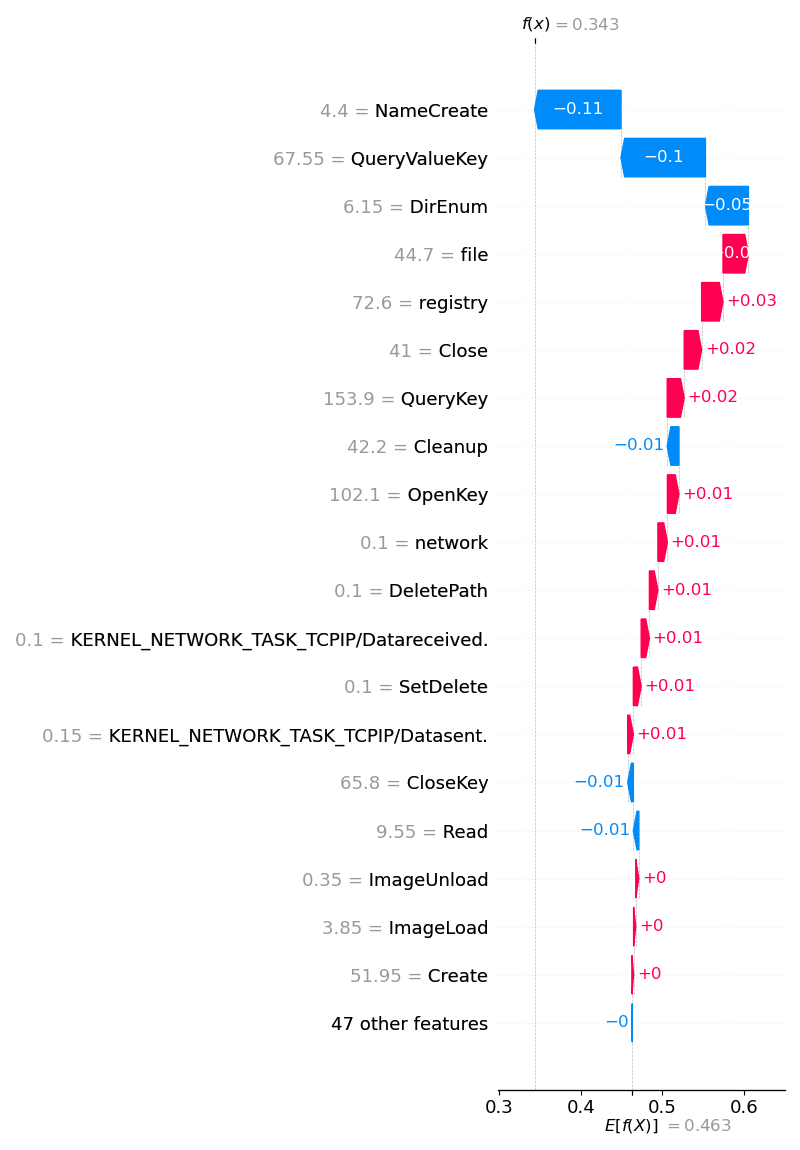 f(x) = 0.343
4.4 = NameCreate
−0.11
67.55 = QueryValueKey
−0.1
6.15 = DirEnum
−0.05
44.7 = file
72.6 = registry
+0.03
41 = Close
+0.02
153.9 = QueryKey
+0.02
42.2 = Cleanup
−0.01
102.1 = OpenKey
+0.01
0.1 = network
+0.01
0.1 = DeletePath
+0.01
0.1 = KERNEL_NETWORK_TASK_TCPIP/Datareceived.
+0.01
0.1 = SetDelete
+0.01
0.15 = KERNEL_NETWORK_TASK_TCPIP/Datasent.
+0.01
65.8 = CloseKey
−0.01
9.55 = Read
−0.01
0.35 = ImageUnload
+0
3.85 = ImageLoad
+0
51.95 = Create
+0
47 other features
−0
0.3 0.4 0.5 0.6
E[f(X)] = 0.463